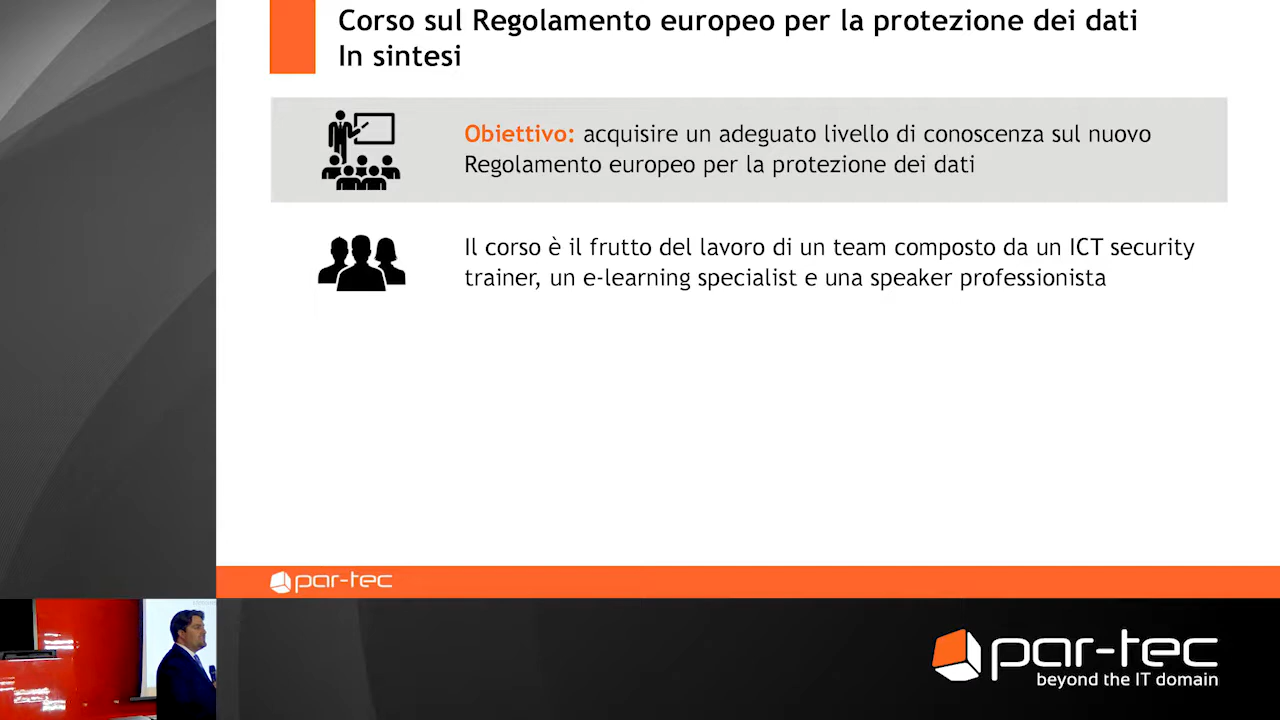 Corso sul Regolamento europeo per la protezione dei dati
In sintesi
Obiettivo: acquisire un adeguato livello di conoscenza sul nuovo
Regolamento europeo per la protezione dei dati
Il corso è il frutto del lavoro di un team composto da un ICT security
trainer, un e-learning specialist e una speaker professionista
par-tec
par-tec
beyond the IT domain